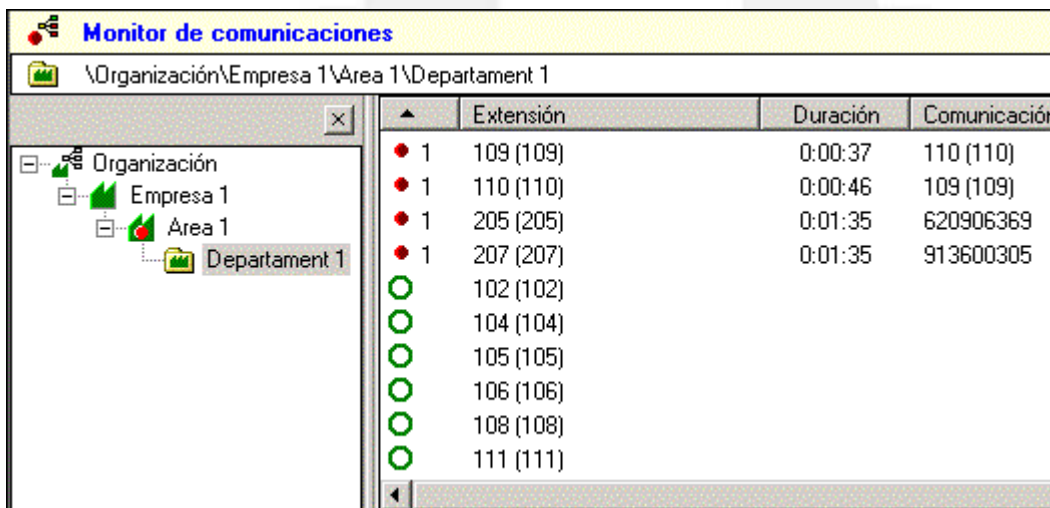 Monitor de comunicaciones
\Organización\Empresa 1\Area 1\Departament 1
Organización
Empresa 1
Area 1
Departament 1
Extensión Duración Comunicación
1 109 (109) 0:00:37 110 (110)
1 110 (110) 0:00:46 109 (109)
1 205 (205) 0:01:35 620906369
1 207 (207) 0:01:35 913600305
102 (102)
104 (104)
105 (105)
106 (106)
108 (108)
111 (111)